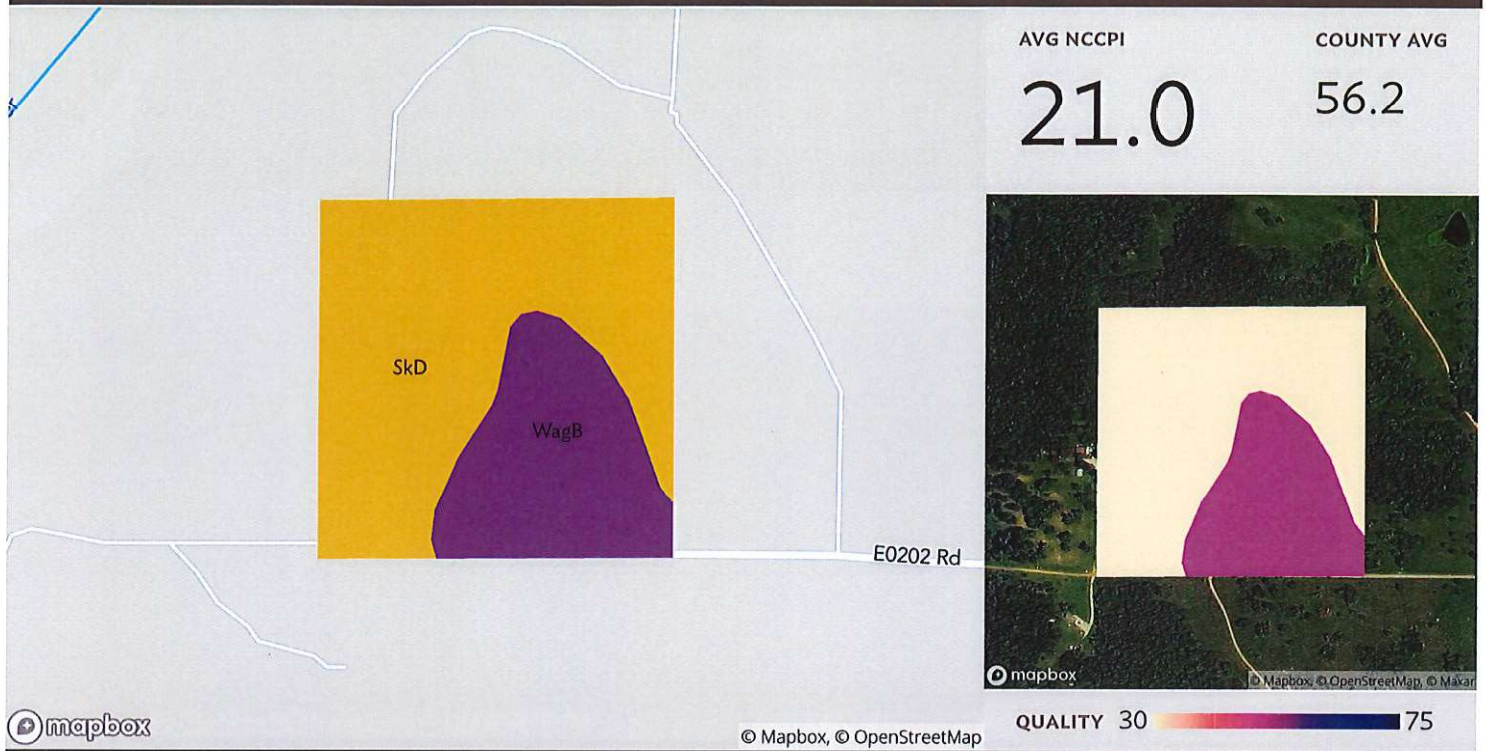 AVG NCCPI
COUNTY AVG
21.0
56.2
SkD
WagB
E0202 Rd
mapbox
© Mapbox, © OpenStreetMap
mapbox
© Mapbox, © OpenStreetMap, © Maxar
QUALITY 30 75